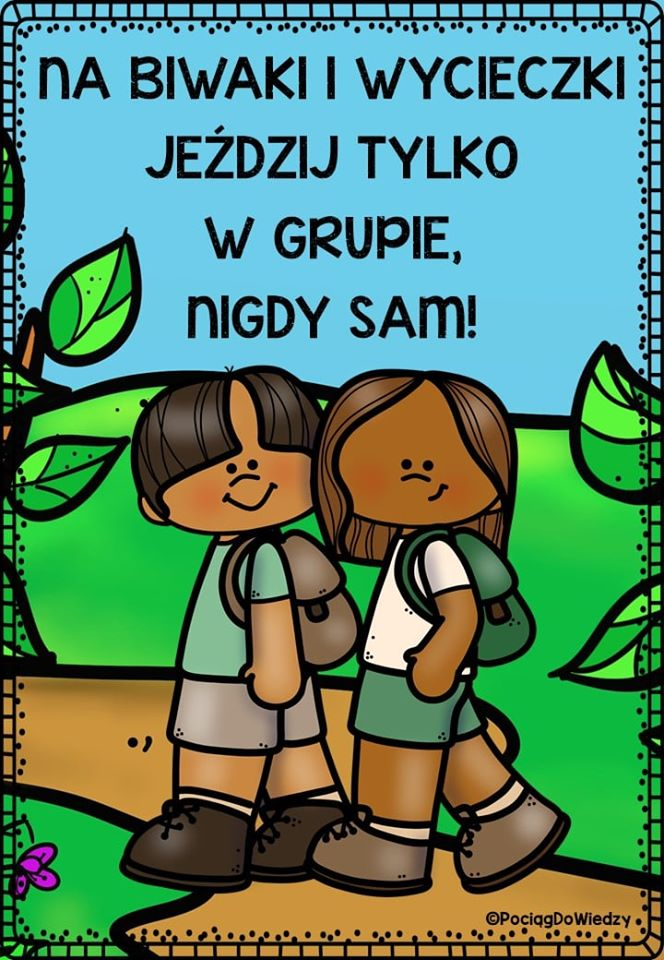 NA BIWAKI I WYCIECZKI
JEŹDZIJ TYLKO
W GRUPIE,
NIGDY SAM!
©PociągDoWiedzy